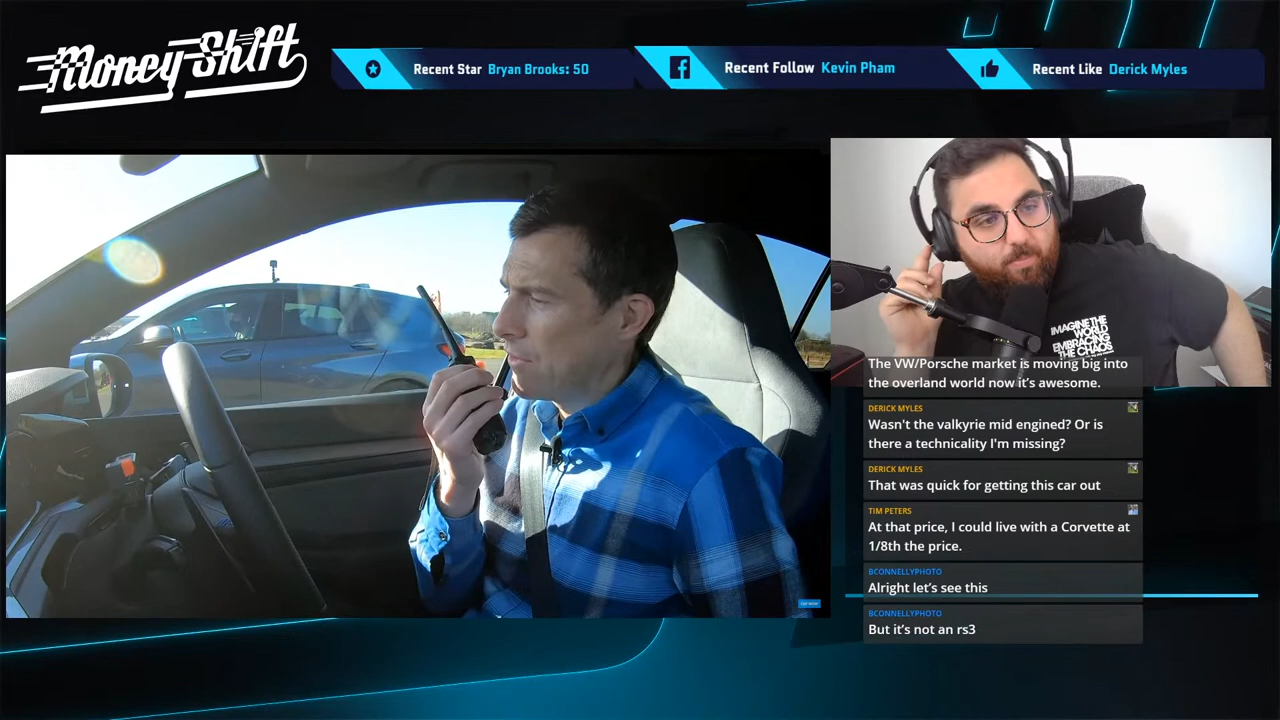 Money Shift
Recent Star Bryan Brooks: 50
Recent Follow Kevin Pham
Recent Like Derick Myles
IMAGINE THE
WORLD
EMBRACING
THE CHAOS
The VW/Porsche market is moving big into
the overland world now it's awesome.
DERICK MYLES
Wasn't the valkyrie mid engined? Or is
there a technicality I'm missing?
DERICK MYLES
That was quick for getting this car out
TIM PETERS
At that price, I could live with a Corvette at
1/8th the price.
BCONNELLYPHOTO
Alright let's see this
BCONNELLYPHOTO
But it's not an rs3